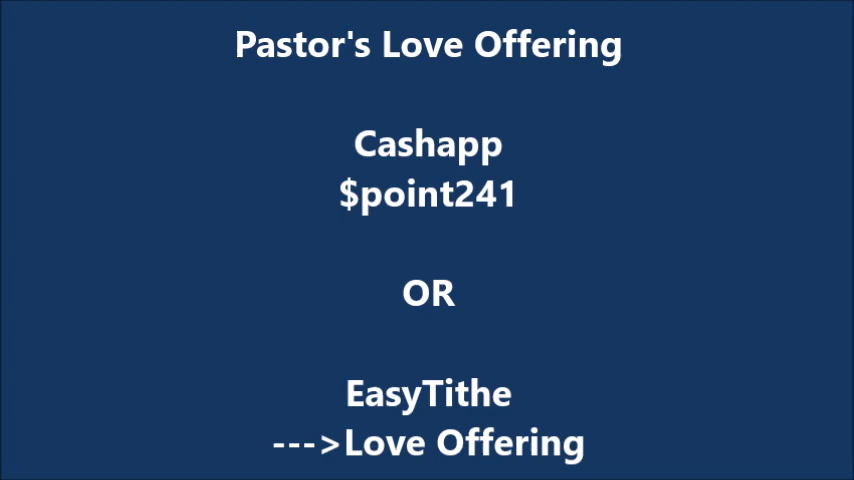 Pastor's Love Offering
Cashapp
$point241
OR
EasyTithe
--->Love Offering